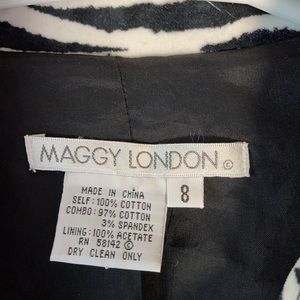 MAGGY LONDON ©
8
MADE IN CHINA
SELF: 100% COTTON
COMBO: 97% COTTON
3% SPANDEX
LINING: 100% ACETATE
RN 58142 ©
DRY CLEAN ONLY